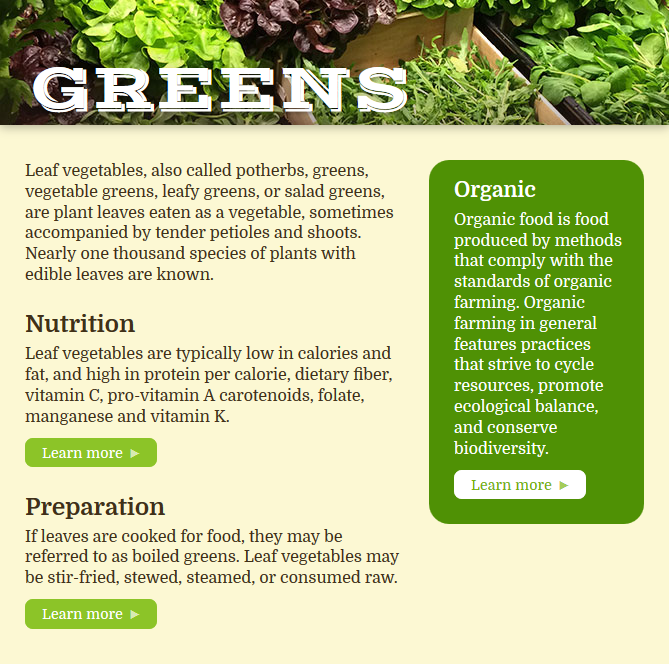 GREENS
Leaf vegetables, also called potherbs, greens,
vegetable greens, leafy greens, or salad greens,
are plant leaves eaten as a vegetable, sometimes
accompanied by tender petioles and shoots.
Nearly one thousand species of plants with
edible leaves are known.
Nutrition
Leaf vegetables are typically low in calories and
fat, and high in protein per calorie, dietary fiber,
vitamin C, pro-vitamin A carotenoids, folate,
manganese and vitamin K.
Learn more ►
Preparation
If leaves are cooked for food, they may be
referred to as boiled greens. Leaf vegetables may
be stir-fried, stewed, steamed, or consumed raw.
Learn more ►
Organic
Organic food is food
produced by methods
that comply with the
standards of organic
farming. Organic
farming in general
features practices
that strive to cycle
resources, promote
ecological balance,
and conserve
biodiversity.
Learn more ►